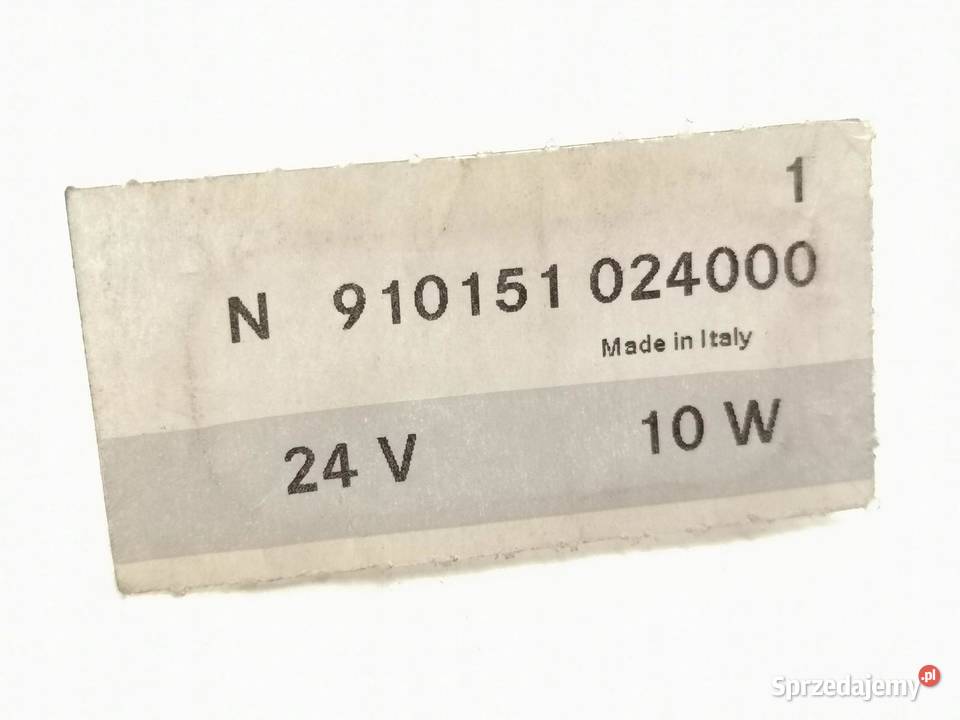 1
N 910151 024000
Made in Italy
24 V 10 W
Sprzedajemy.pl